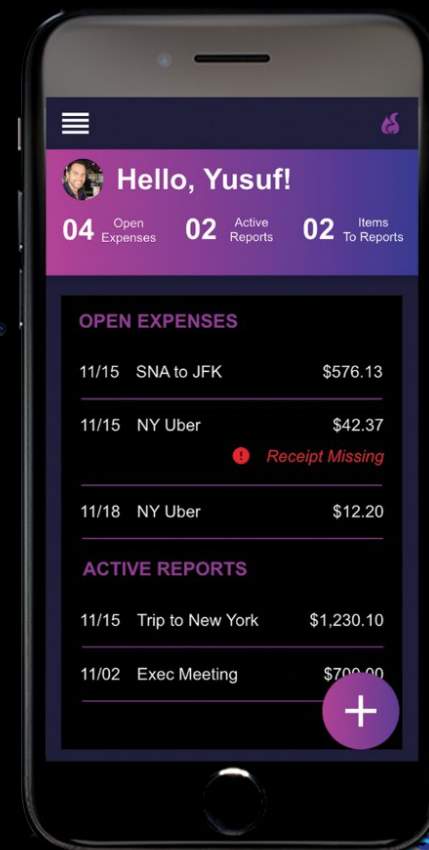 Hello, Yusuf!
04 Open Expenses
02 Active Reports
02 Items To Reports
OPEN EXPENSES
11/15 SNA to JFK $576.13
11/15 NY Uber $42.37
! Receipt Missing
11/18 NY Uber $12.20
ACTIVE REPORTS
11/15 Trip to New York $1,230.10
11/02 Exec Meeting $700.00
+